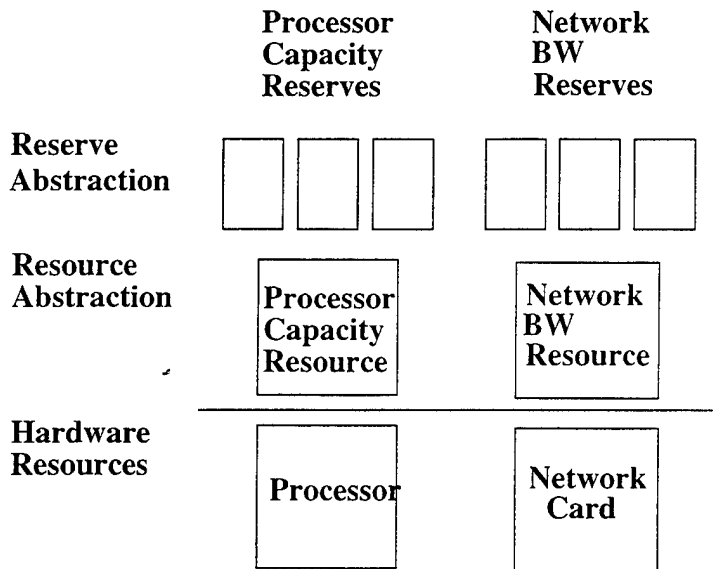 Processor
Capacity
Reserves
Network
BW
Reserves
Reserve
Abstraction
Resource
Abstraction
Processor
Capacity
Resource
Network
BW
Resource
Hardware
Resources
Processor
Network
Card